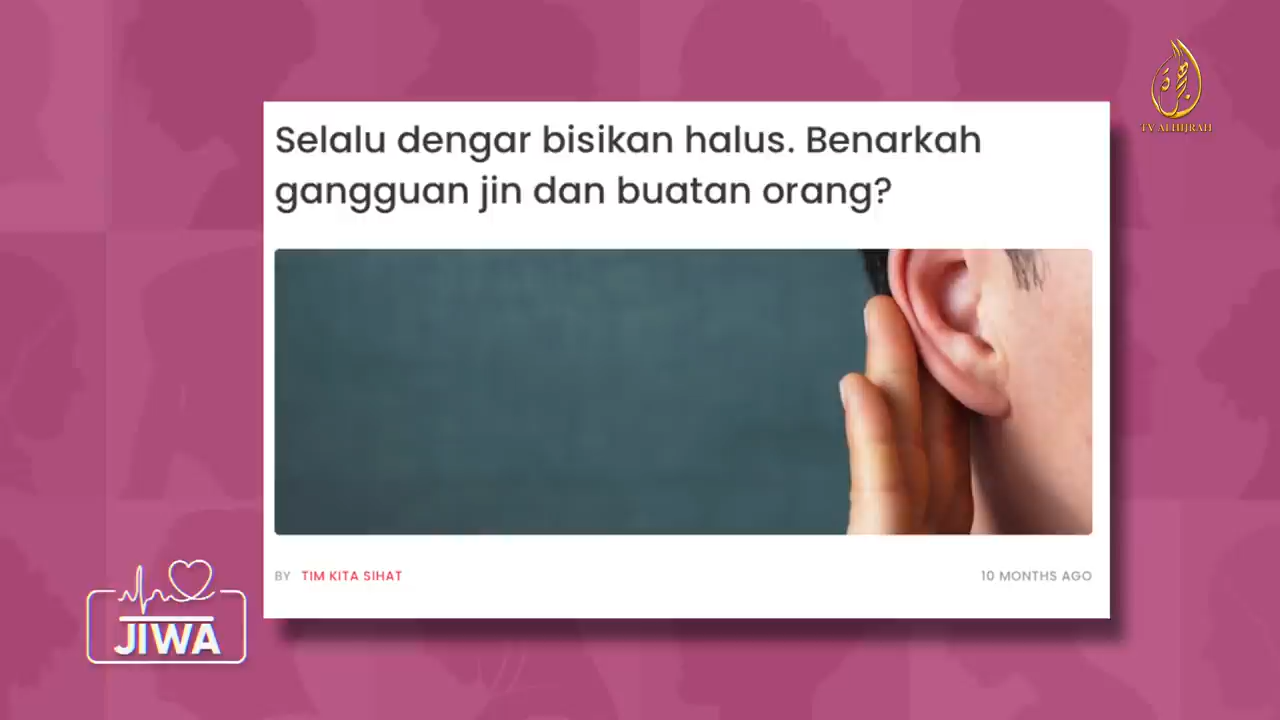 Selalu dengar bisikan halus. Benarkah
gangguan jin dan buatan orang?
هجرة
TV ALHIJRAH
BY TIM KITA SIHAT
10 MONTHS AGO
JIWA